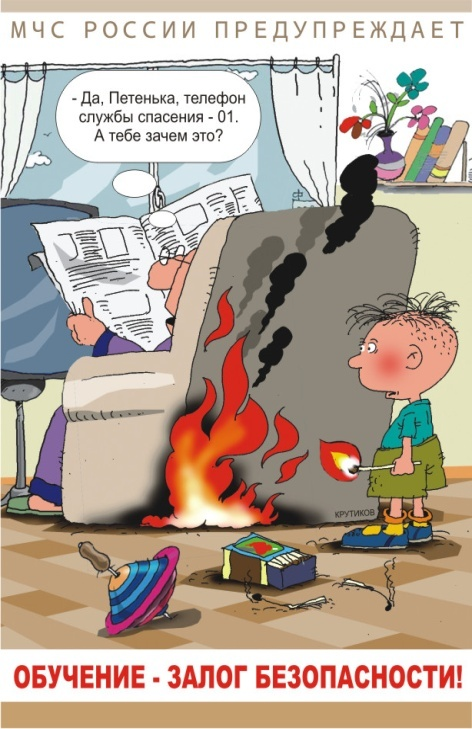 МЧС РОССИИ ПРЕДУПРЕЖДАЕТ
- Да, Петенька, телефон
службы спасения - 01.
А тебе зачем это?
КРУТИКОВ
ОБУЧЕНИЕ - ЗАЛОГ БЕЗОПАСНОСТИ!